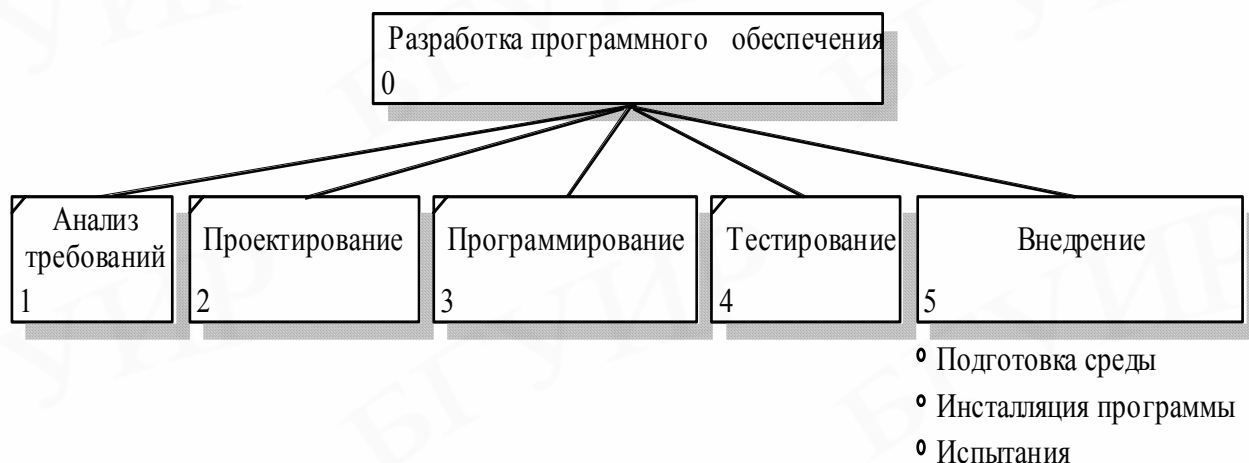 Разработка программного обеспечения
0
Анализ
требований
1
Проектирование
2
Программирование
3
Тестирование
4
Внедрение
5
Подготовка среды
Инсталляция программы
Испытания
БГУИР